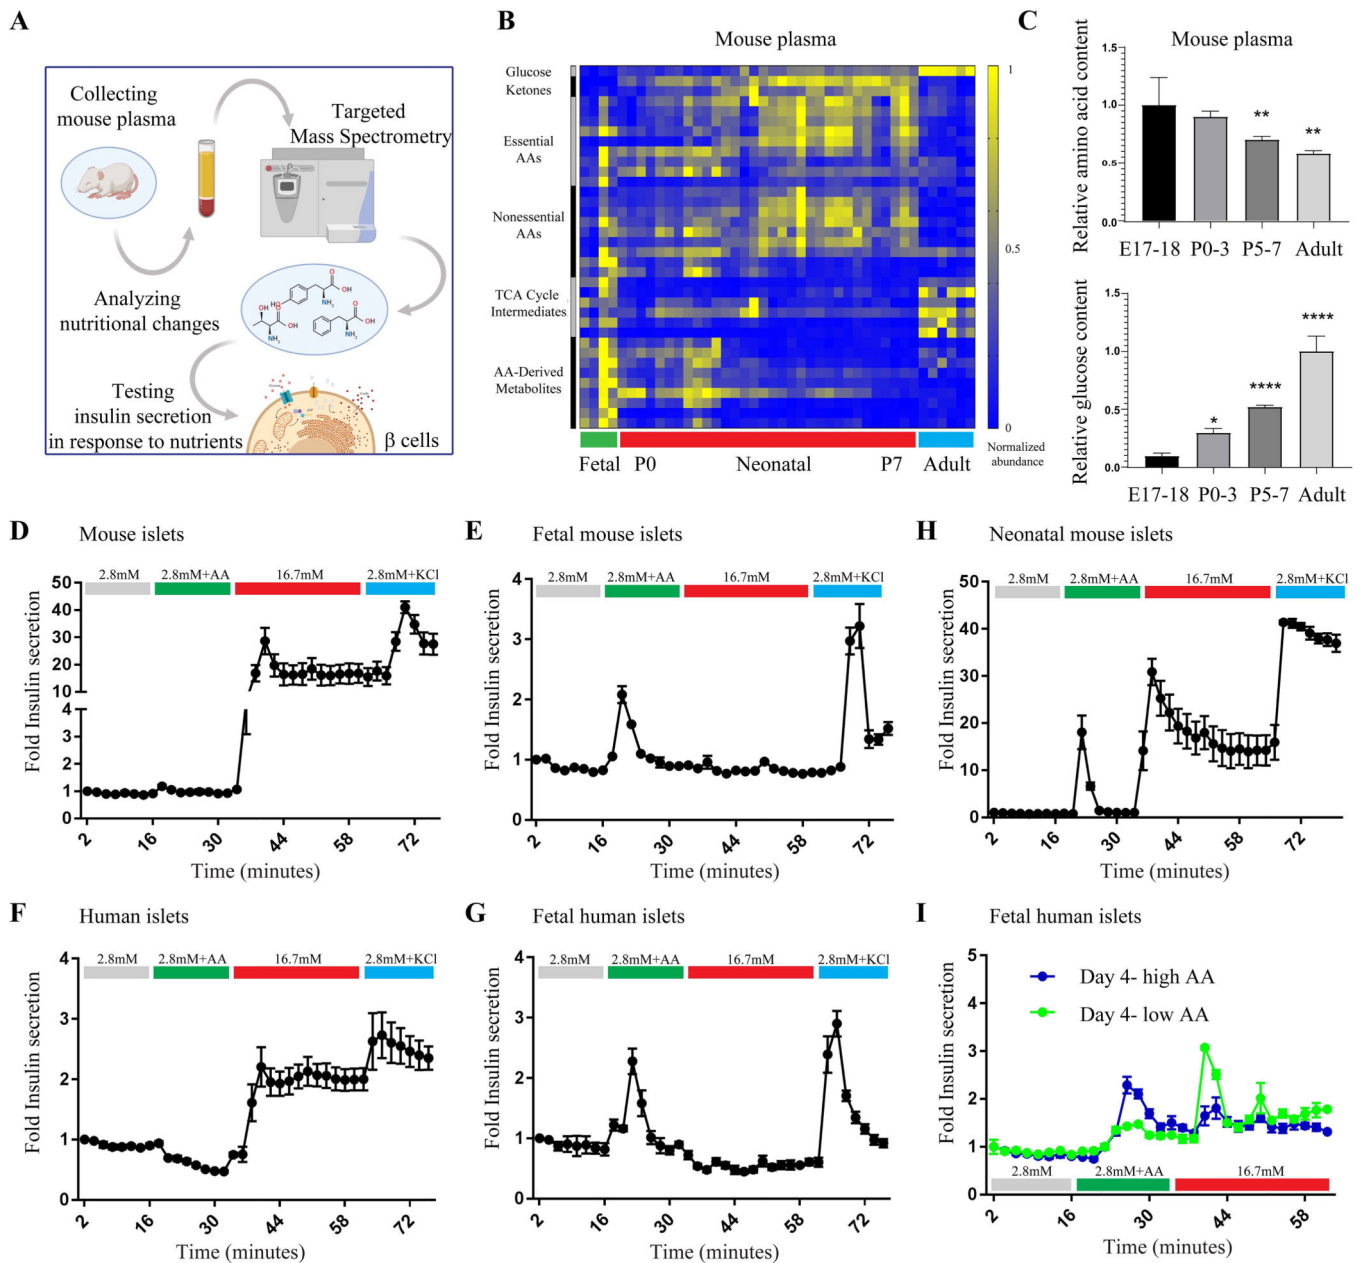 A
Collecting
mouse plasma
Targeted
Mass Spectrometry
Analyzing
nutritional changes
Testing
insulin secretion
in response to nutrients
β cells
B
Mouse plasma
Glucose
Ketones
Essential
AAs
Nonessential
AAs
TCA Cycle
Intermediates
AA-Derived
Metabolites
1
0.5
0
Normalized
abundance
Fetal P0 Neonatal P7 Adult
C
Mouse plasma
Relative amino acid content
1.5
1.0
0.5
0.0
** **
E17-18 P0-3 P5-7 Adult
Relative glucose content
1.5
1.0
0.5
0.0
* **** ****
E17-18 P0-3 P5-7 Adult
D Mouse islets
2.8mM 2.8mM+AA 16.7mM 2.8mM+KCl
Fold Insulin secretion
50
40
30
20
10
4
3
2
1
0
2 16 30 44 58 72
Time (minutes)
E Fetal mouse islets
2.8mM 2.8mM+AA 16.7mM 2.8mM+KCl
Fold Insulin secretion
4
3
2
1
0
2 16 30 44 58 72
Time (minutes)
H Neonatal mouse islets
2.8mM 2.8mM+AA 16.7mM 2.8mM+KCl
Fold Insulin secretion
50
40
30
20
10
0
2 16 30 44 58 72
Time (minutes)
F Human islets
2.8mM 2.8mM+AA 16.7mM 2.8mM+KCl
Fold Insulin secretion
4
3
2
1
0
2 16 30 44 58 72
Time (minutes)
G Fetal human islets
2.8mM 2.8mM+AA 16.7mM 2.8mM+KCl
Fold Insulin secretion
4
3
2
1
0
2 16 30 44 58 72
Time (minutes)
I Fetal human islets
Day 4- high AA
Day 4- low AA
Fold Insulin secretion
5
4
3
2
1
0
2.8mM 2.8mM+AA 16.7mM
2 16 30 44 58
Time (minutes)